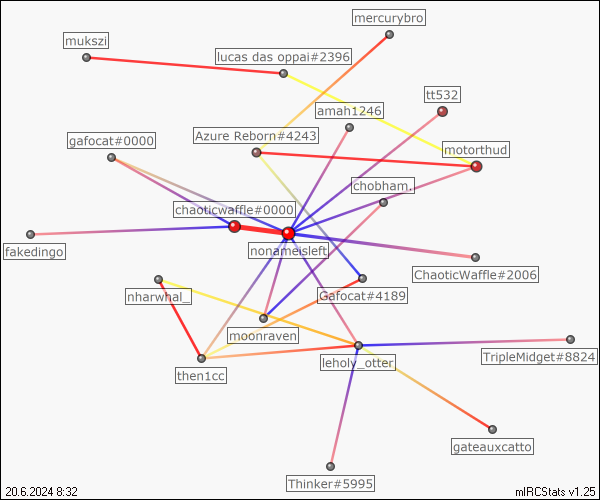 mercurybro
mukszi
lucas das oppai#2396
tt532
amah1246
gafocat#0000
Azure Reborn#4243
motorthud
chobham.
chaoticwaffle#0000
fakedingo
nonameisleft
ChaoticWaffle#2006
nharwhal_
Gafocat#4189
moonraven
leholy_otter
TripleMidget#8824
then1cc
gateauxcatto
Thinker#5995
20.6.2024 8:32
mIRCStats v1.25